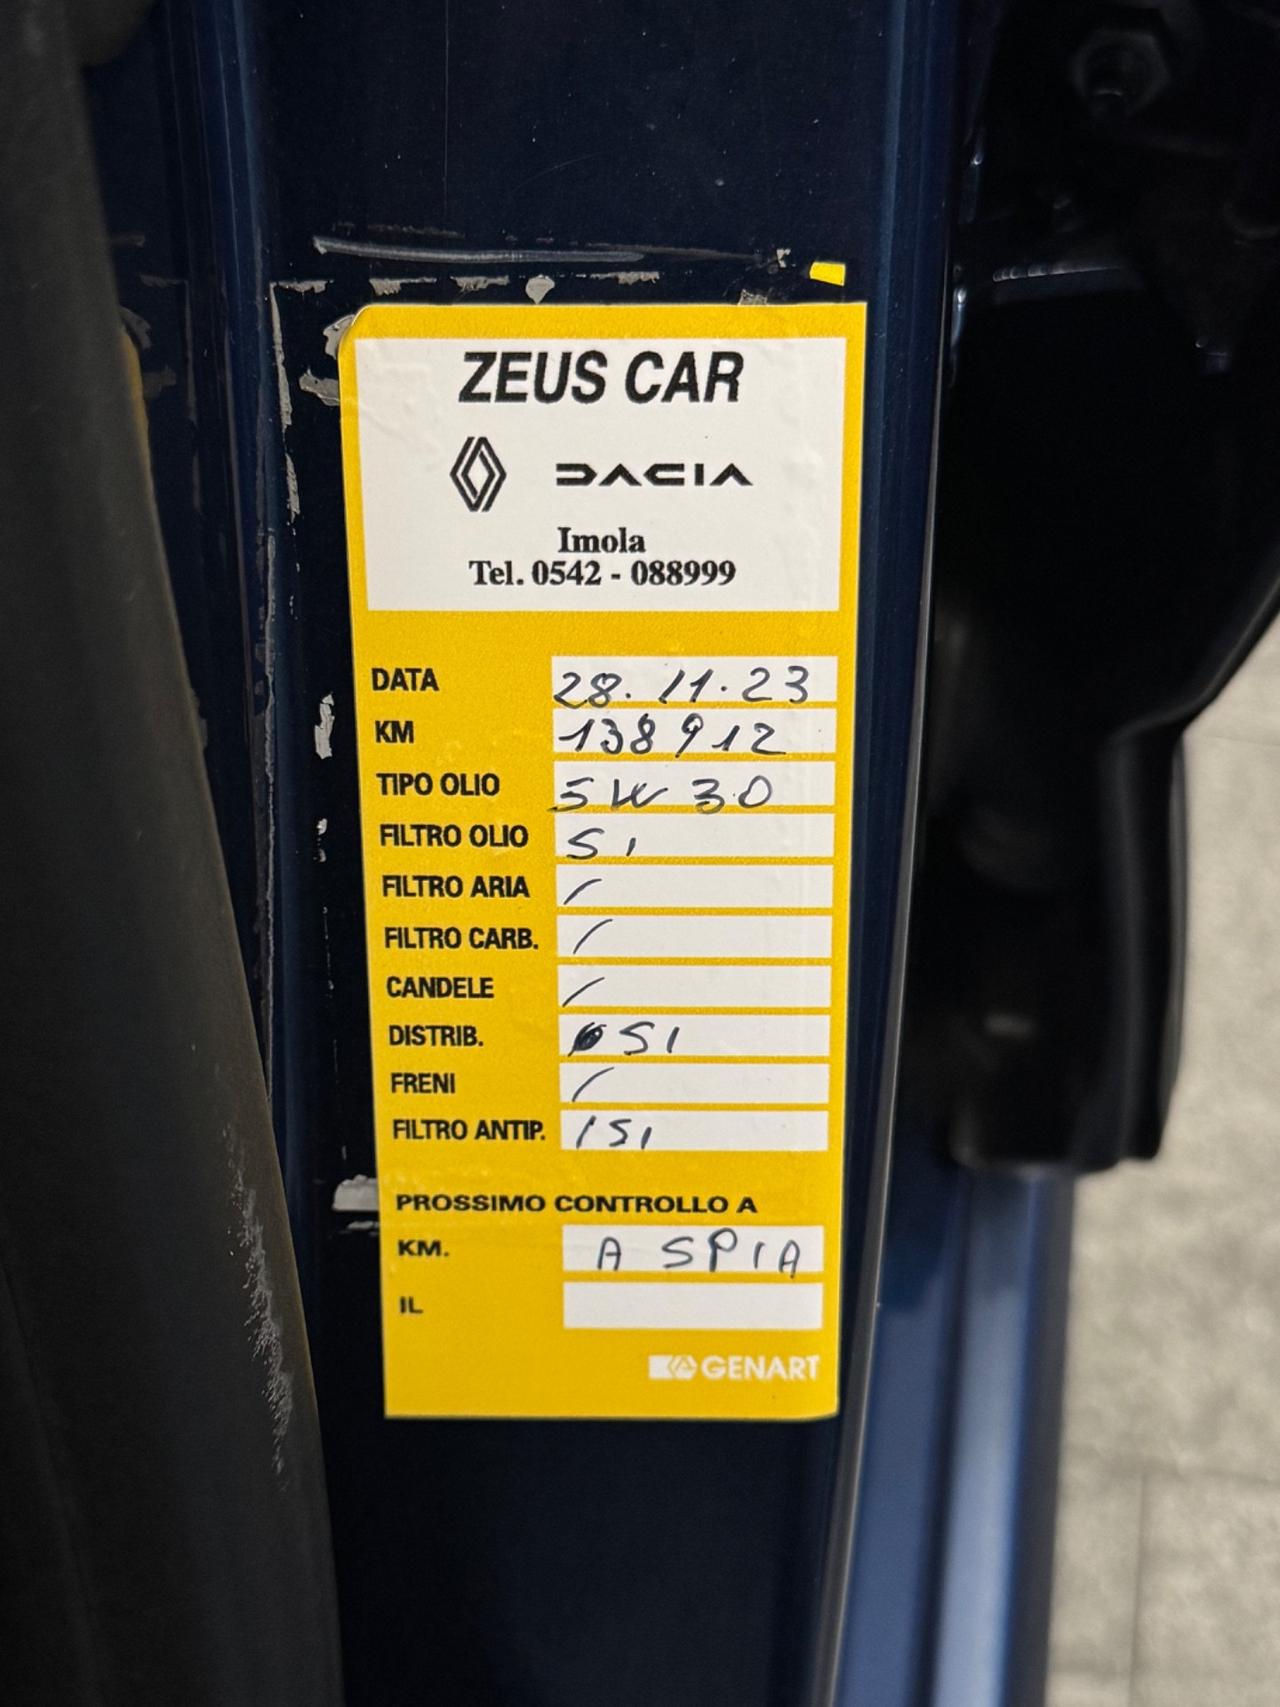 ZEUS CAR
DACIA
Imola
Tel. 0542 - 088999
DATA 28.11.23
KM 138912
TIPO OLIO 5W30
FILTRO OLIO SI
FILTRO ARIA /
FILTRO CARB. /
CANDELE /
DISTRIB. SI
FRENI /
FILTRO ANTIP. / SI
PROSSIMO CONTROLLO A
KM. A SPIA
IL
GENART